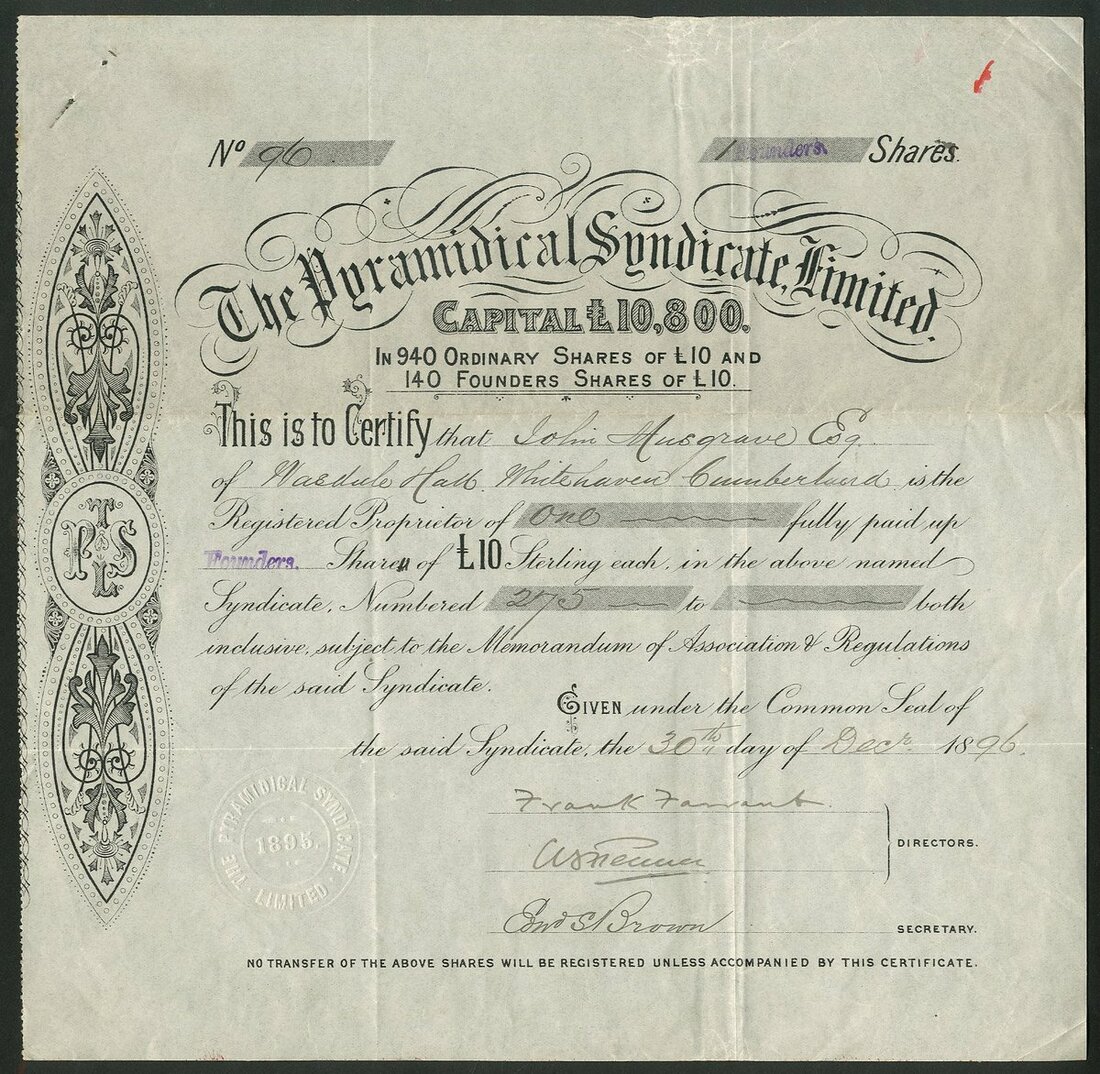 No 96 1 Founders. Shares.
The Pyramidical Syndicate, Limited.
CAPITAL £10,800.
IN 940 ORDINARY SHARES OF £10 AND
140 FOUNDERS SHARES OF £10.
This is to Certify that John Musgrave Esq
of Wasdale Hall Whitehaven Cumberland is the
Registered Proprietor of One fully paid up
Founders. Share of £10 Sterling each, in the above named
Syndicate, Numbered 275 to both
inclusive, subject to the Memorandum of Association & Regulations
of the said Syndicate.
GIVEN under the Common Seal of
the said Syndicate, the 30th day of Decr 1896.
TPSL
THE PYRAMIDICAL SYNDICATE LIMITED
1895.
Frank Farrant
DIRECTORS.
Edwd S Brown
SECRETARY.
NO TRANSFER OF THE ABOVE SHARES WILL BE REGISTERED UNLESS ACCOMPANIED BY THIS CERTIFICATE.